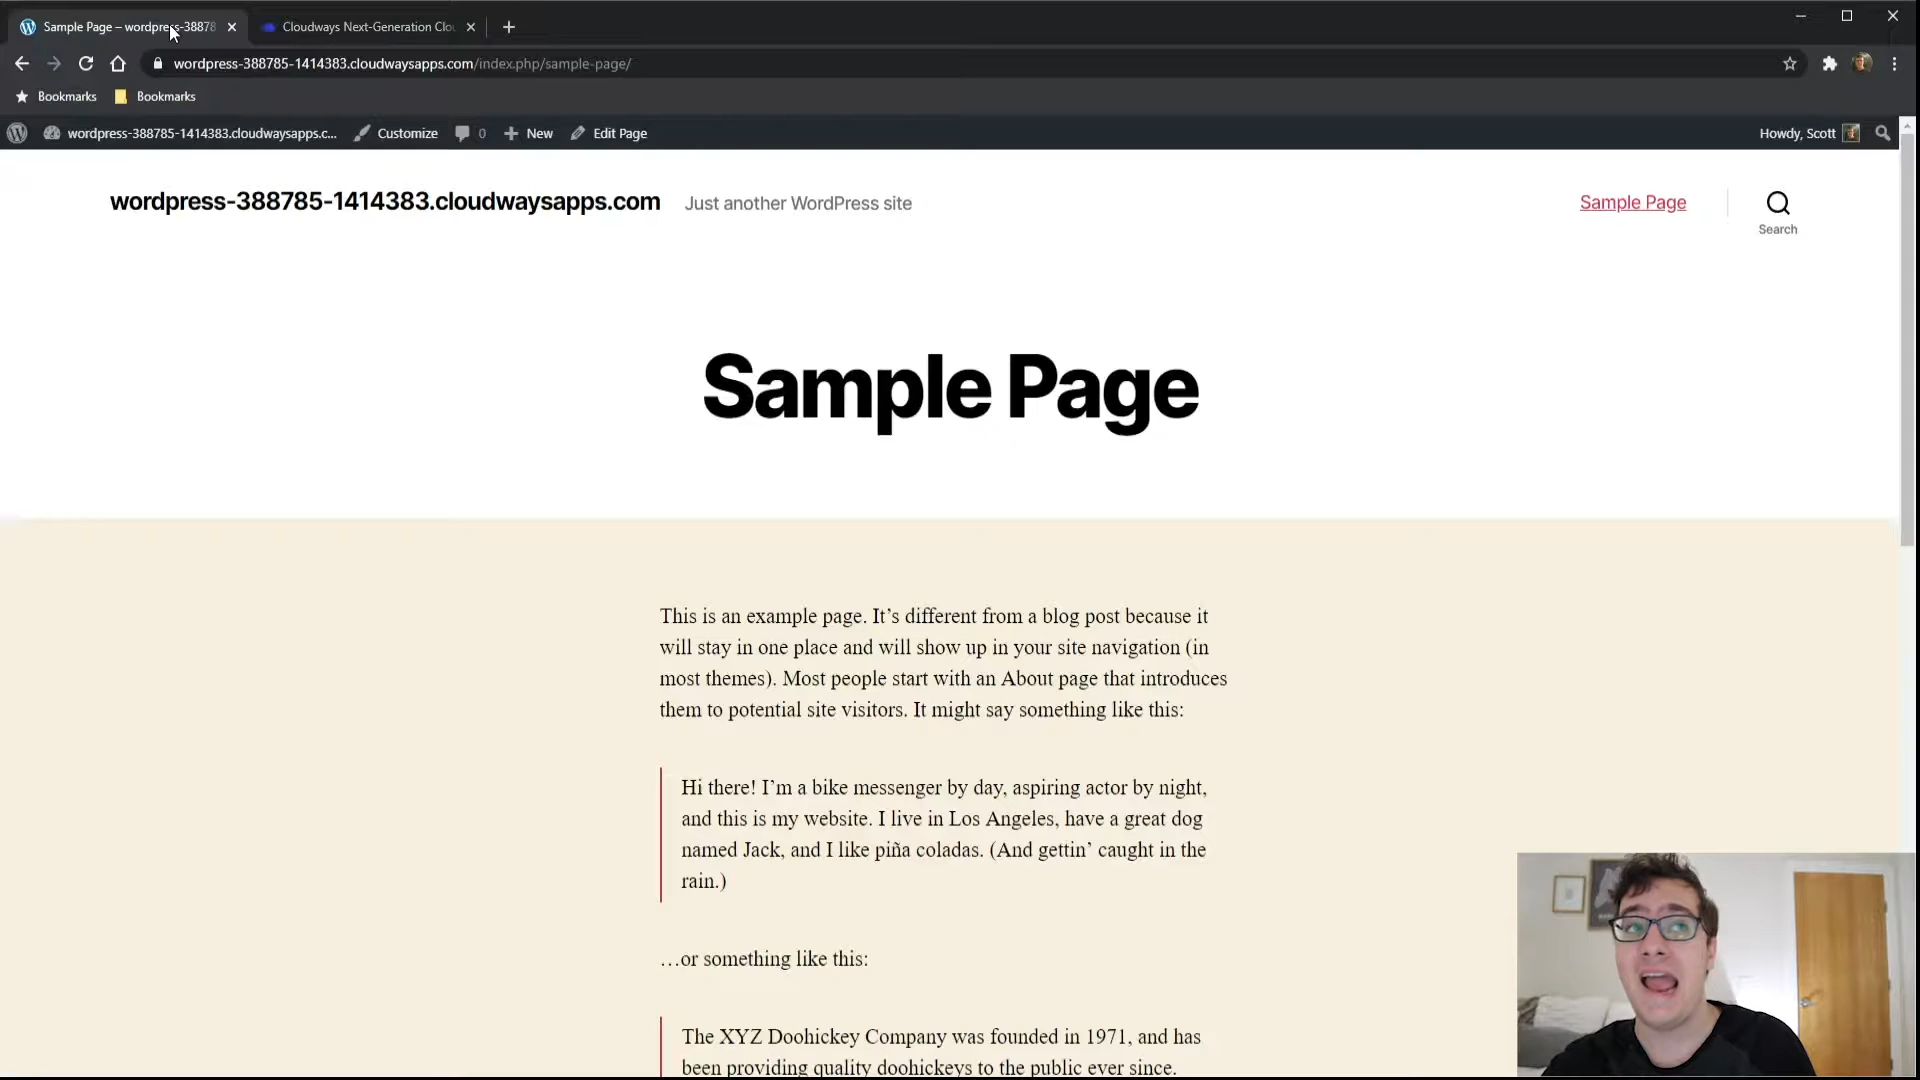 Sample Page – wordpress-38878
Cloudways Next-Generation Clo
wordpress-388785-1414383.cloudwaysapps.com/index.php/sample-page/
Bookmarks
Bookmarks
wordpress-388785-1414383.cloudwaysapps.c...
Customize
0
New
Edit Page
Howdy, Scott
wordpress-388785-1414383.cloudwaysapps.com
Just another WordPress site
Sample Page
Search
Sample Page
This is an example page. It’s different from a blog post because it
will stay in one place and will show up in your site navigation (in
most themes). Most people start with an About page that introduces
them to potential site visitors. It might say something like this:
Hi there! I’m a bike messenger by day, aspiring actor by night,
and this is my website. I live in Los Angeles, have a great dog
named Jack, and I like piña coladas. (And gettin’ caught in the
rain.)
…or something like this:
The XYZ Doohickey Company was founded in 1971, and has
been providing quality doohickeys to the public ever since.